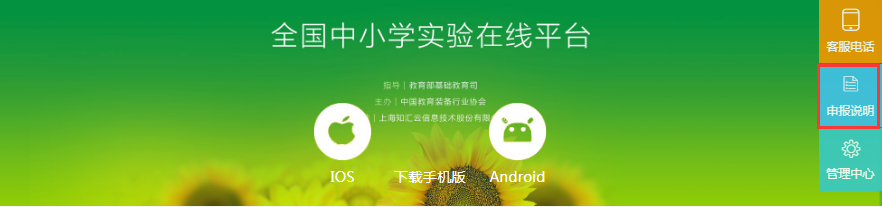 全国中小学实验在线平台
客服电话
指导｜教育部基础教育司
主办｜中国教育装备行业协会
申报说明
｜上海知汇云信息技术股份有限
IOS
下载手机版
Android
管理中心